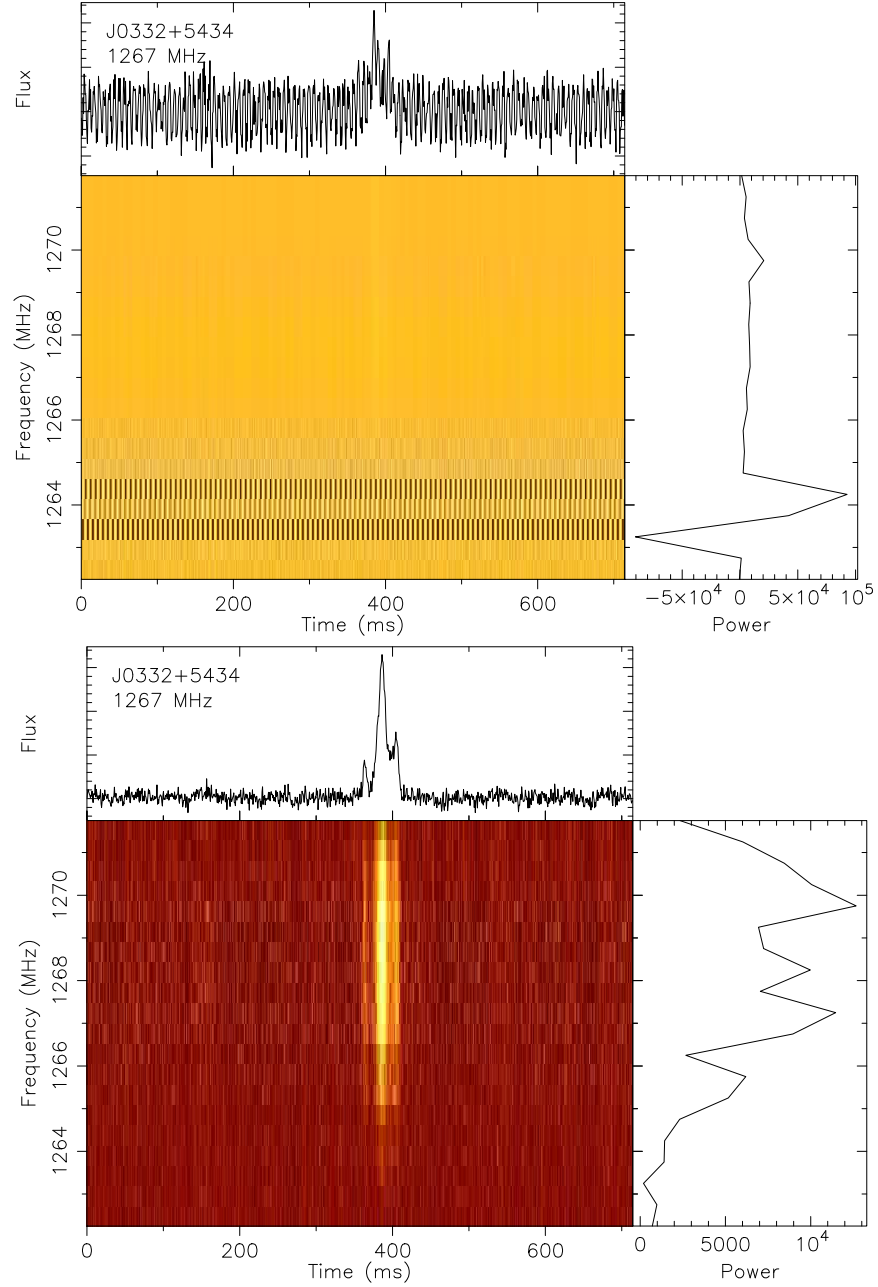 J0332+5434
1267 MHz
Flux
Frequency (MHz)
1270
1268
1266
1264
0 200 400 600
Time (ms)
−5×10⁴ 0 5×10⁴ 10⁵
Power
J0332+5434
1267 MHz
Flux
Frequency (MHz)
1270
1268
1266
1264
0 200 400 600
Time (ms)
0 5000 10⁴
Power